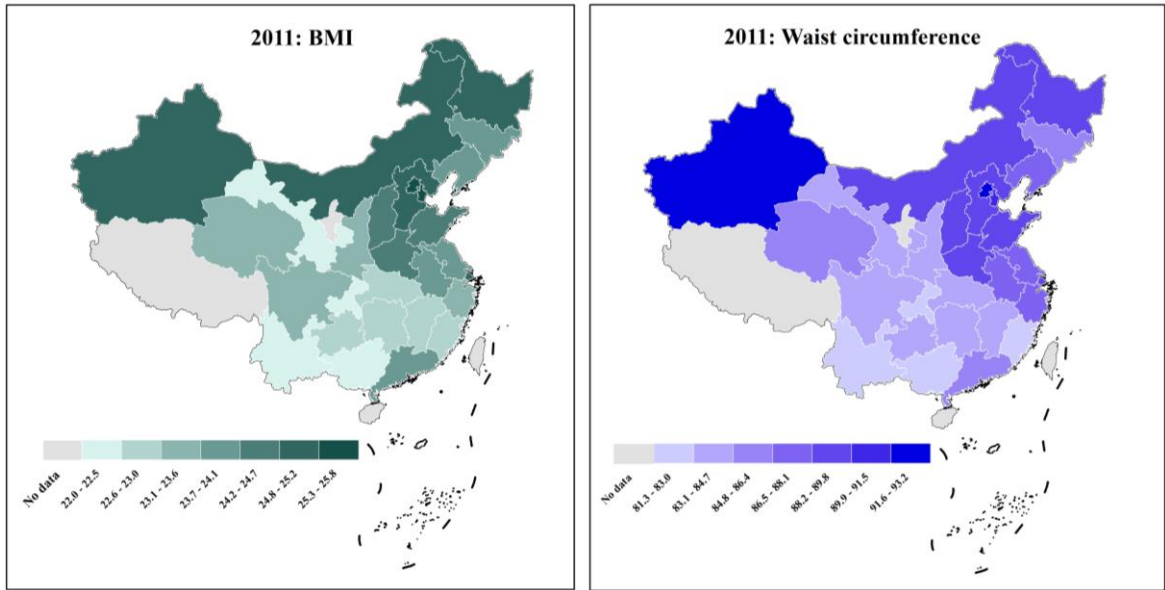 2011: BMI
No data
22.0 - 22.5
22.6 - 23.0
23.1 - 23.6
23.7 - 24.1
24.2 - 24.7
24.8 - 25.2
25.3 - 25.8
2011: Waist circumference
No data
81.3 - 83.0
83.1 - 84.7
84.8 - 86.4
86.5 - 88.1
88.2 - 89.8
89.9 - 91.5
91.6 - 93.2